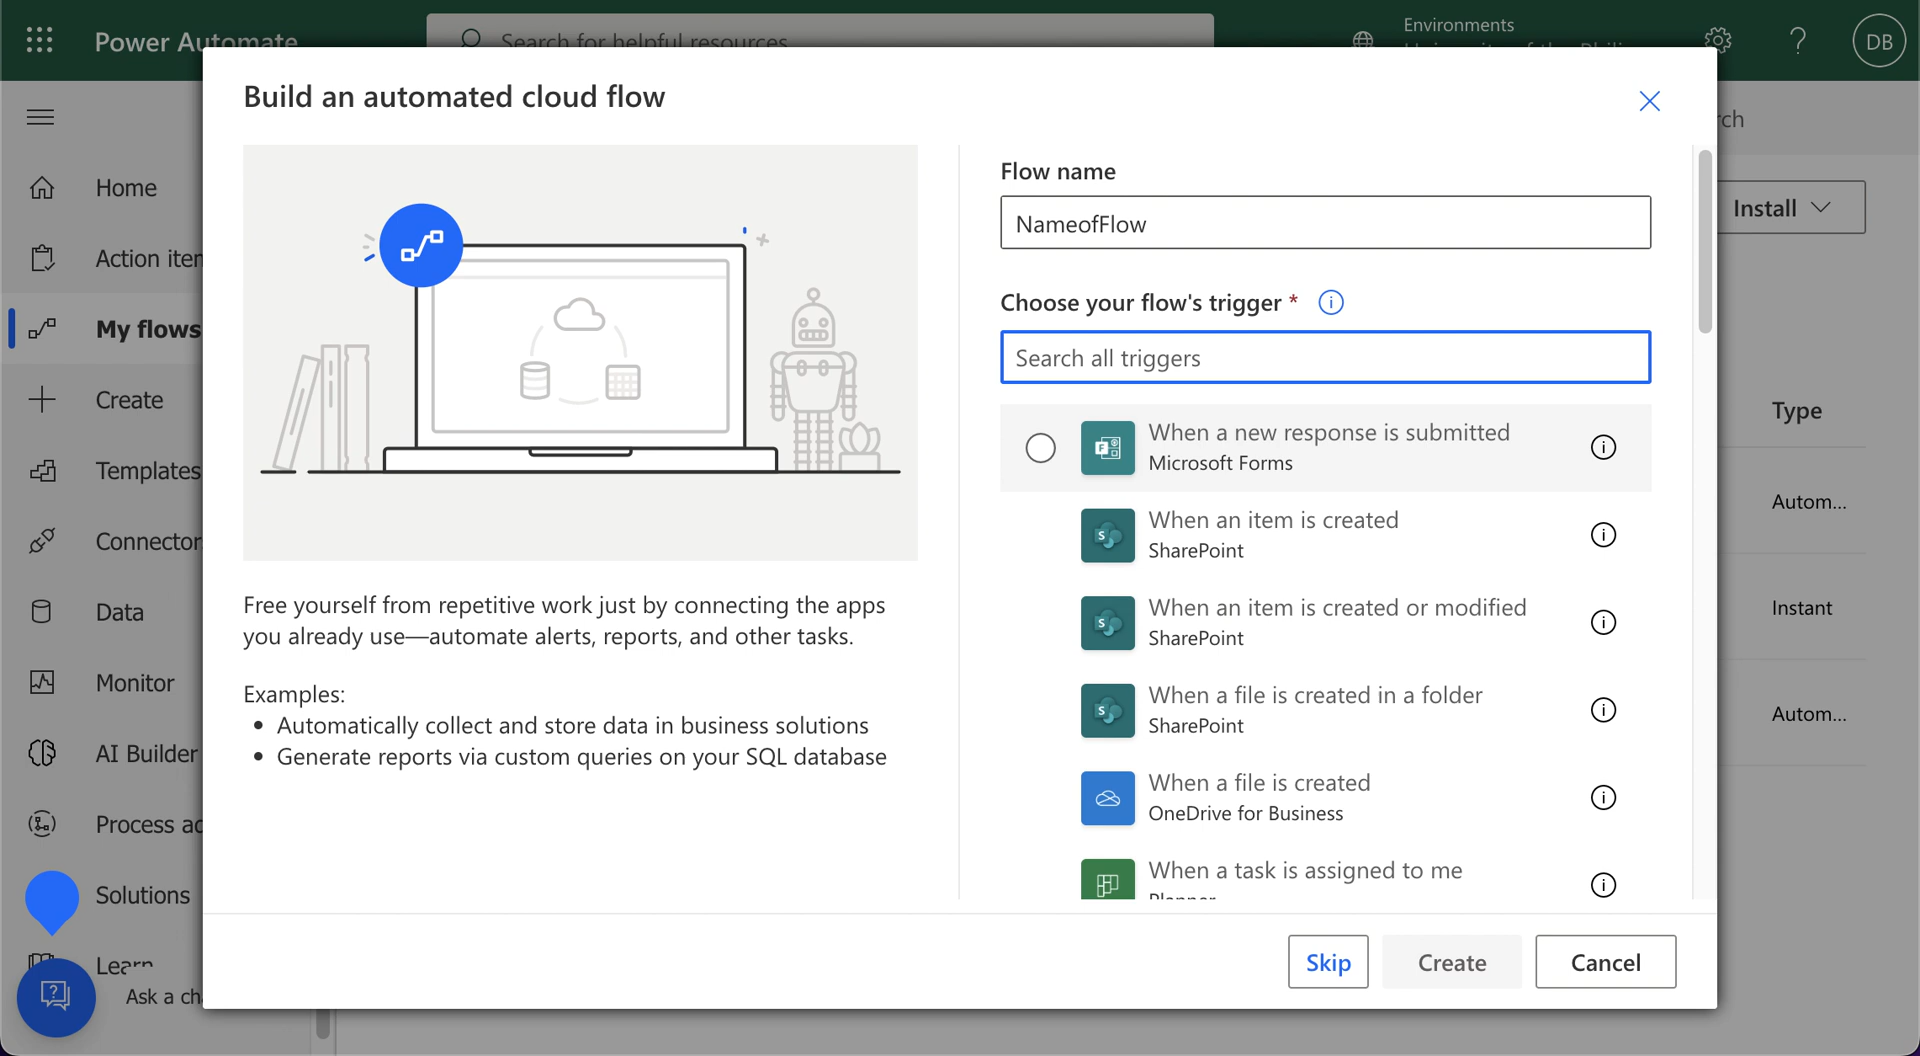 Power Automate
Search for helpful resources
Environments
DB
Build an automated cloud flow
Home
Action
My flows
Create
Templates
Data
Monitor
AI Builder
Process
Solutions
Learn
Ask a
Free yourself from repetitive work just by connecting the apps
you already use—automate alerts, reports, and other tasks.
Examples:
• Automatically collect and store data in business solutions
• Generate reports via custom queries on your SQL database
Flow name
NameofFlow
Choose your flow's trigger *
Search all triggers
When a new response is submitted
Microsoft Forms
When an item is created
SharePoint
When an item is created or modified
SharePoint
When a file is created in a folder
SharePoint
When a file is created
OneDrive for Business
When a task is assigned to me
Planner
Skip
Create
Cancel
Install
Type
Autom...
Instant
Autom...